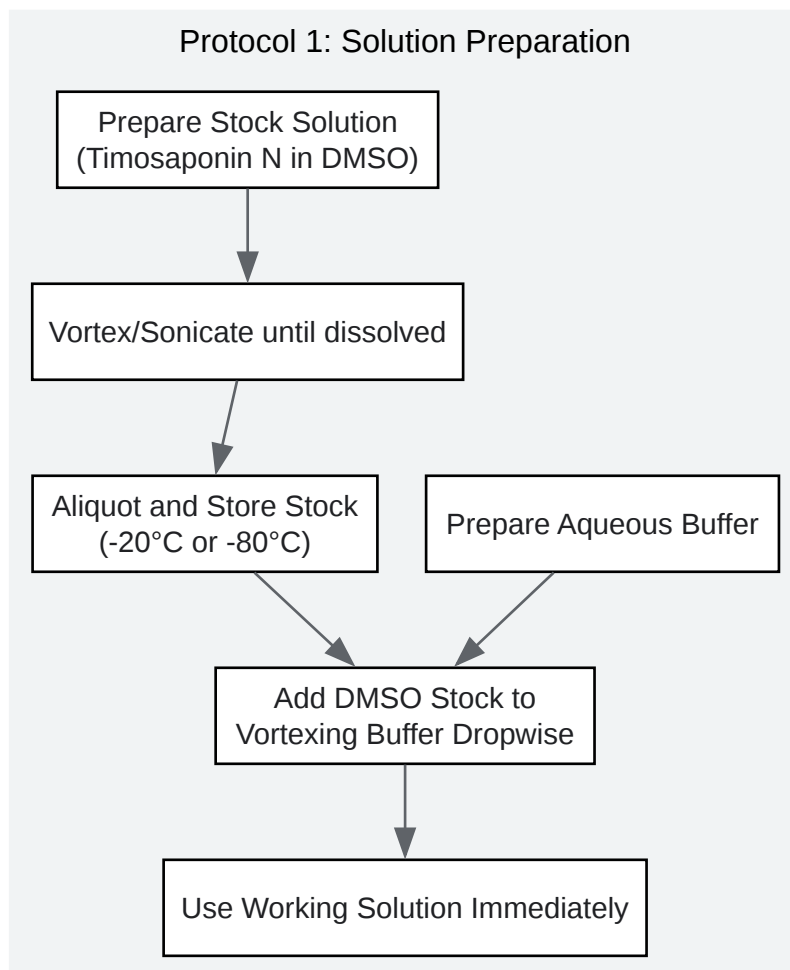 Protocol 1: Solution Preparation
Prepare Stock Solution
(Timosaponin N in DMSO)
Vortex/Sonicate until dissolved
Aliquot and Store Stock
(-20°C or -80°C)
Prepare Aqueous Buffer
Add DMSO Stock to
Vortexing Buffer Dropwise
Use Working Solution Immediately